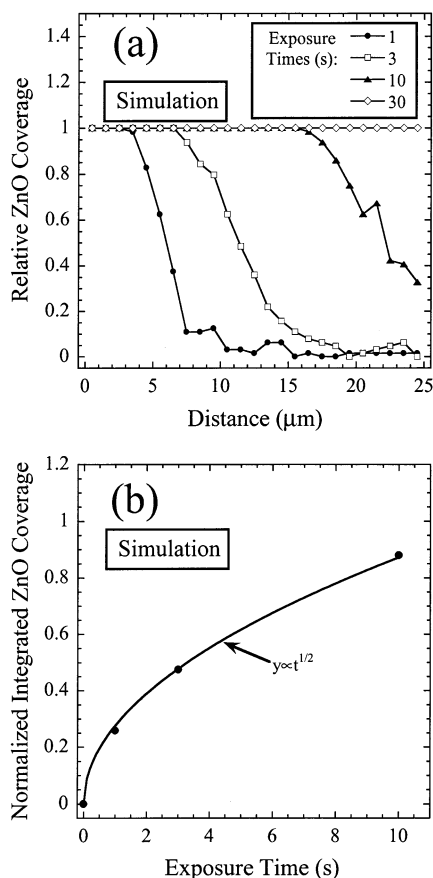 (a)
Exposure
Times (s):
1
3
10
30
Simulation
Relative ZnO Coverage
1.4
1.2
1
0.8
0.6
0.4
0.2
0
0 5 10 15 20 25
Distance (μm)
(b)
Simulation
Normalized Integrated ZnO Coverage
1.2
1
0.8
0.6
0.4
0.2
0
y∝t^1/2
0 2 4 6 8 10
Exposure Time (s)